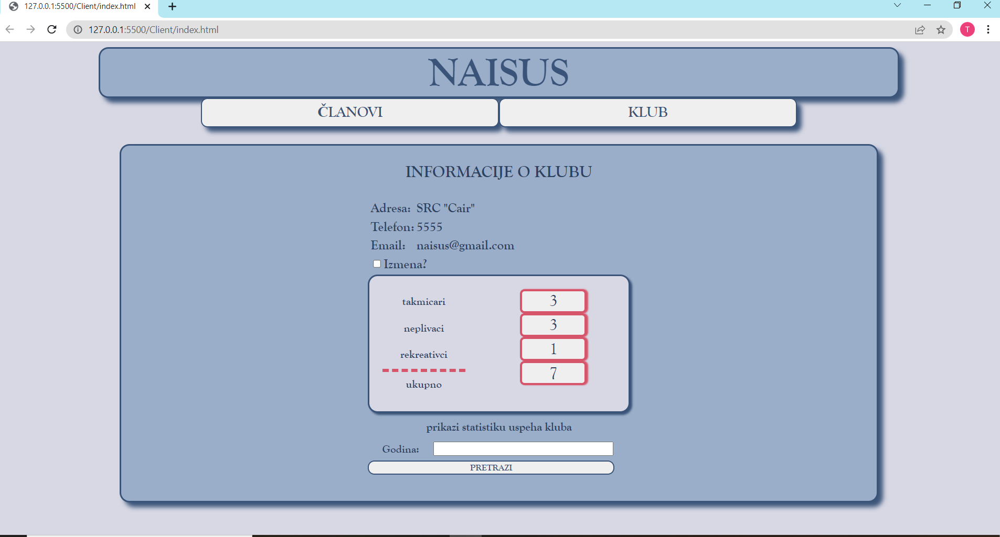 127.0.0.1:5500/Client/index.html
127.0.0.1:5500/Client/index.html
T
NAISUS
ČLANOVI KLUB
INFORMACIJE O KLUBU
Adresa: SRC "Cair"
Telefon: 5555
Email: naisus@gmail.com
Izmena?
takmicari 3
neplivaci 3
rekreativci 1
ukupno 7
prikazi statistiku uspeha kluba
Godina:
PRETRAZI